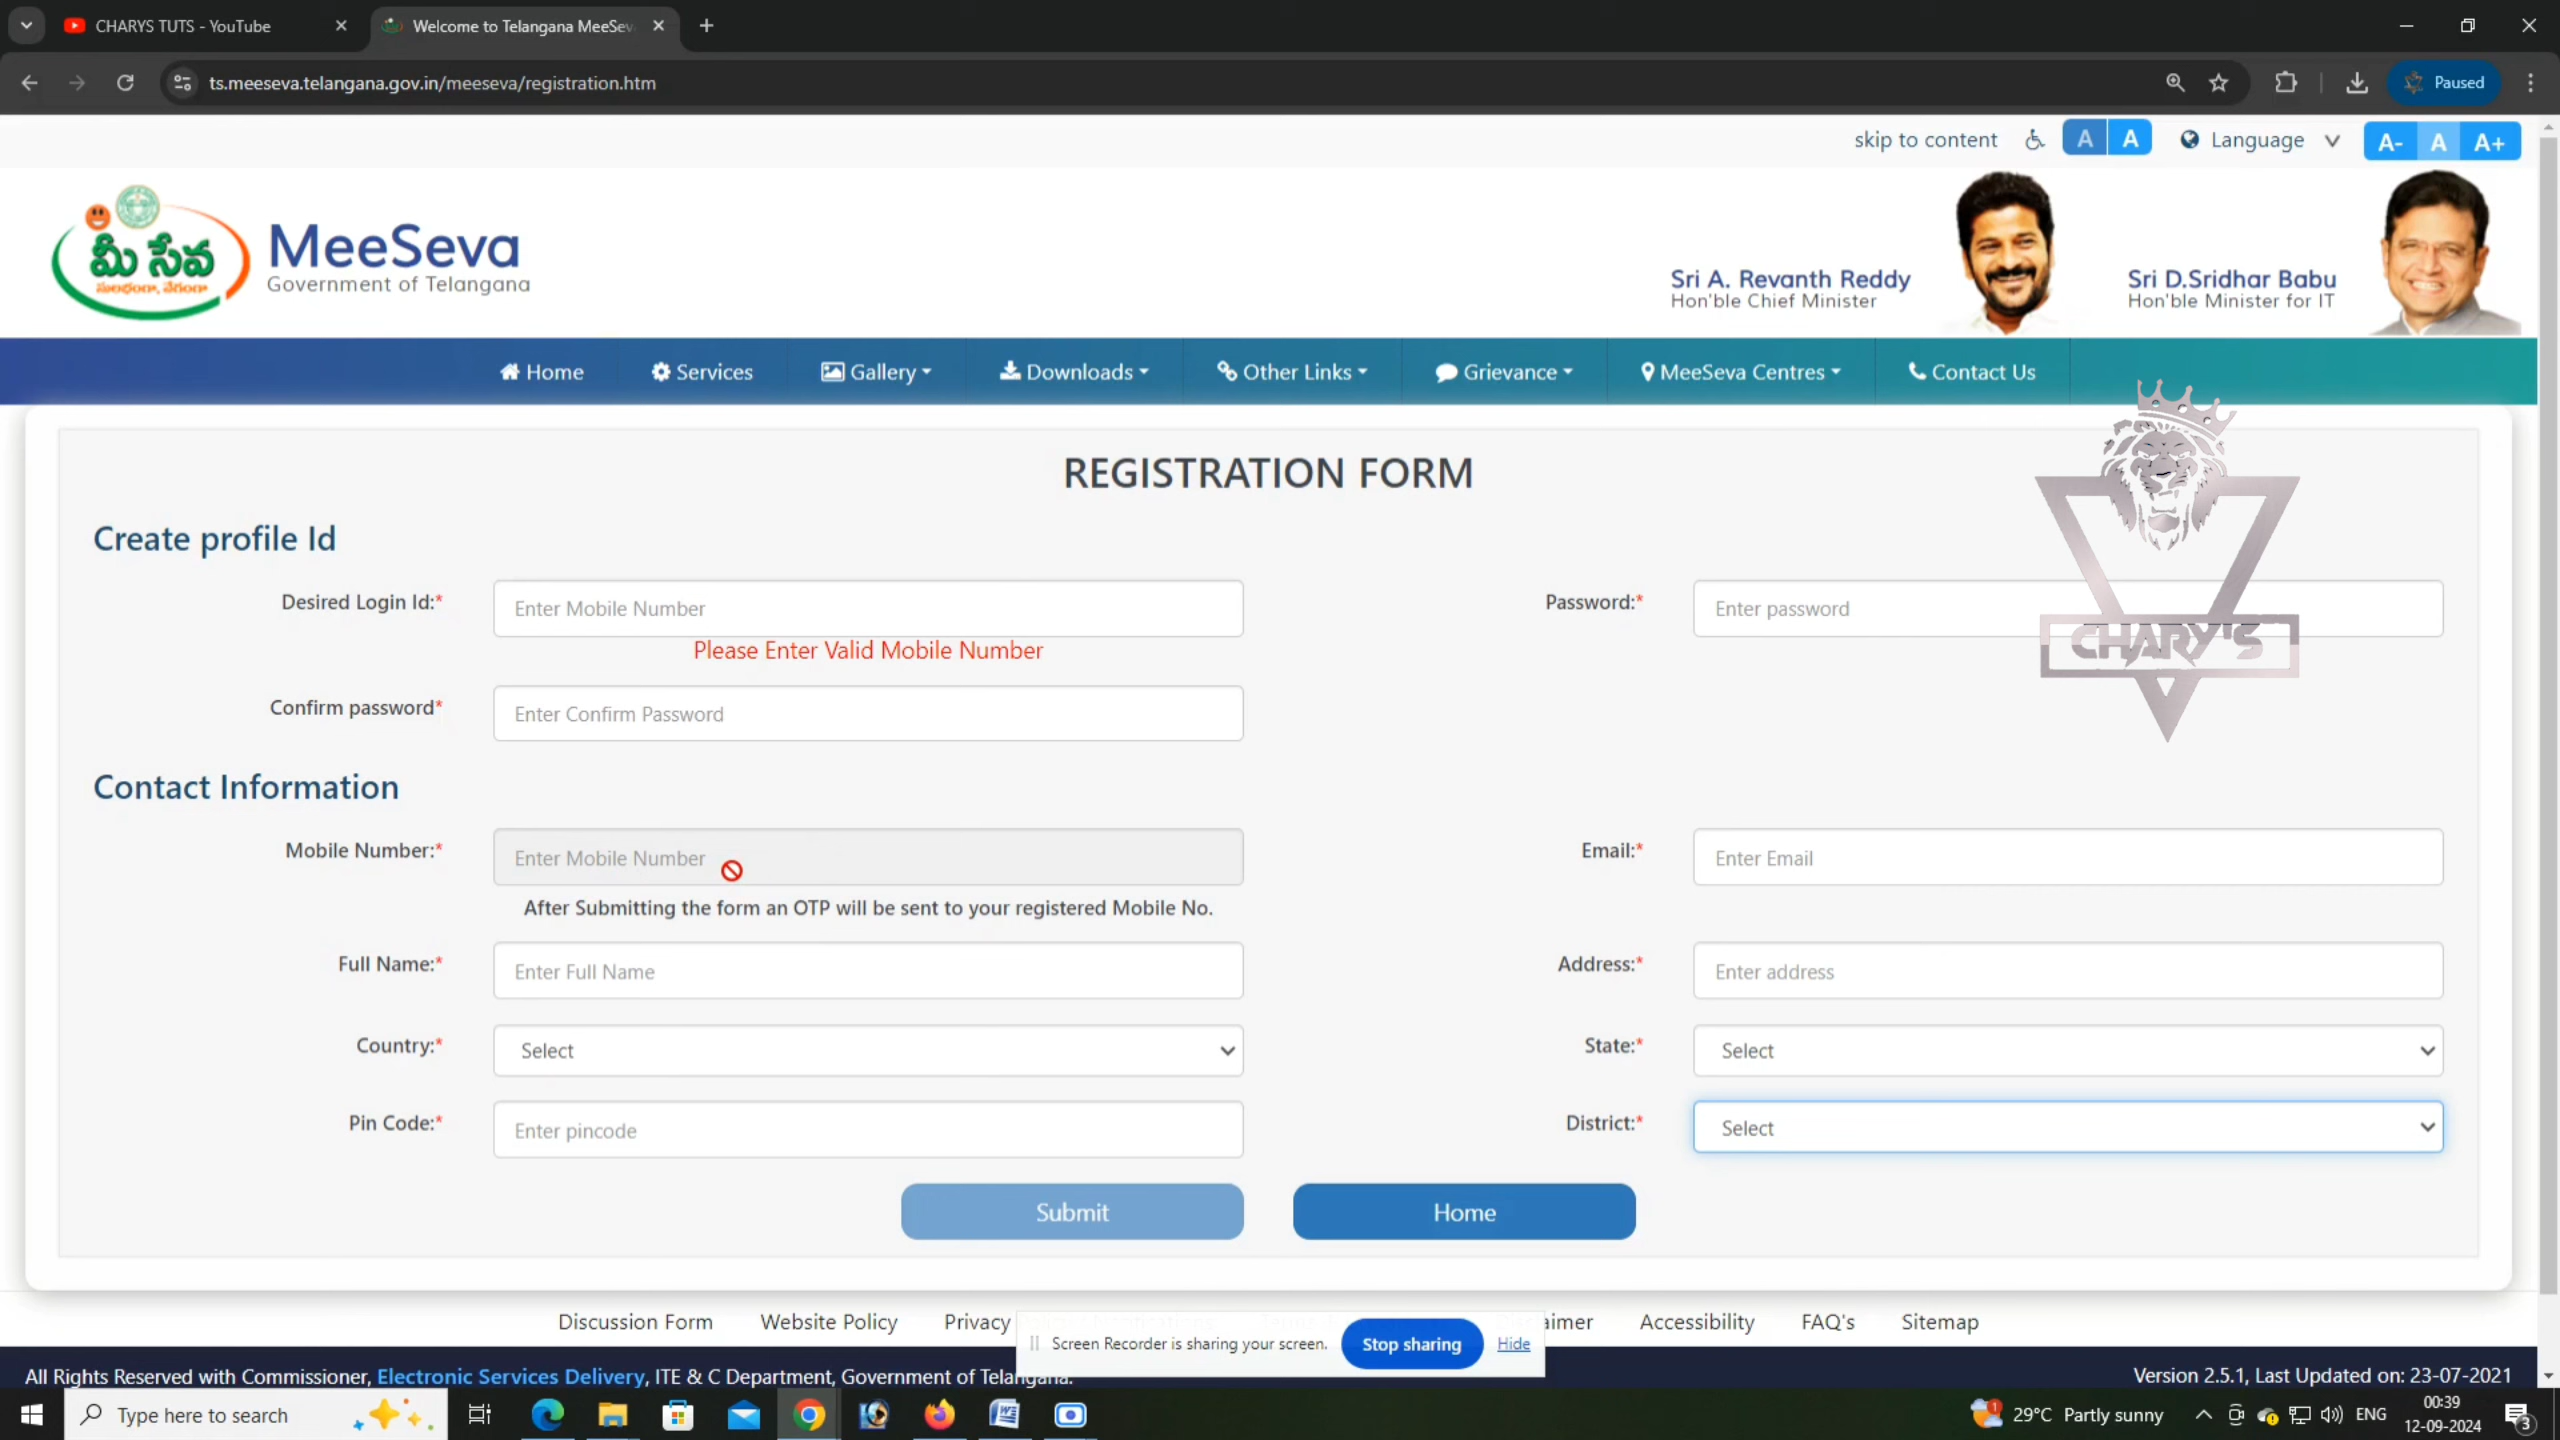 CHARYS TUTS - YouTube
Welcome to Telangana MeeSev
ts.meeseva.telangana.gov.in/meeseva/registration.htm
Paused
skip to content
A A
Language
A- A A+
మీ సేవ
MeeSeva
Government of Telangana
Sri A. Revanth Reddy
Hon'ble Chief Minister
Sri D.Sridhar Babu
Hon'ble Minister for IT
Home Services Gallery Downloads Other Links Grievance MeeSeva Centres Contact Us
REGISTRATION FORM
Create profile Id
Desired Login Id:* Enter Mobile Number Password:* Enter password
Please Enter Valid Mobile Number
CHARY'S
Confirm password* Enter Confirm Password
Contact Information
Mobile Number:* Enter Mobile Number Email:* Enter Email
After Submitting the form an OTP will be sent to your registered Mobile No.
Full Name:* Enter Full Name Address:* Enter address
Country:* Select State:* Select
Pin Code:* Enter pincode District:* Select
Submit Home
Discussion Form Website Policy Privacy aimer Accessibility FAQ's Sitemap
Screen Recorder is sharing your screen. Stop sharing Hide
All Rights Reserved with Commissioner, Electronic Services Delivery, ITE & C Department, Government of Telangana.
Version 2.5.1, Last Updated on: 23-07-2021
Type here to search
29°C Partly sunny
ENG
00:39
12-09-2024
3